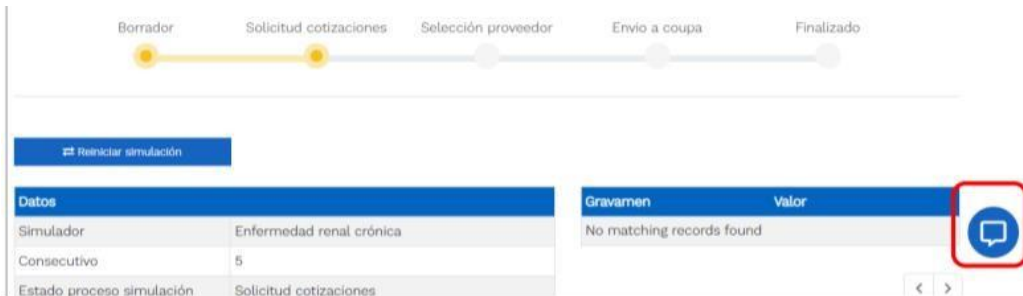 Borrador Solicitud cotizaciones Selección proveedor Envio a coupa Finalizado
Reiniciar simulación
Datos
Simulador Enfermedad renal crónica
Consecutivo 5
Estado proceso simulación Solicitud cotizaciones
Gravamen Valor
No matching records found